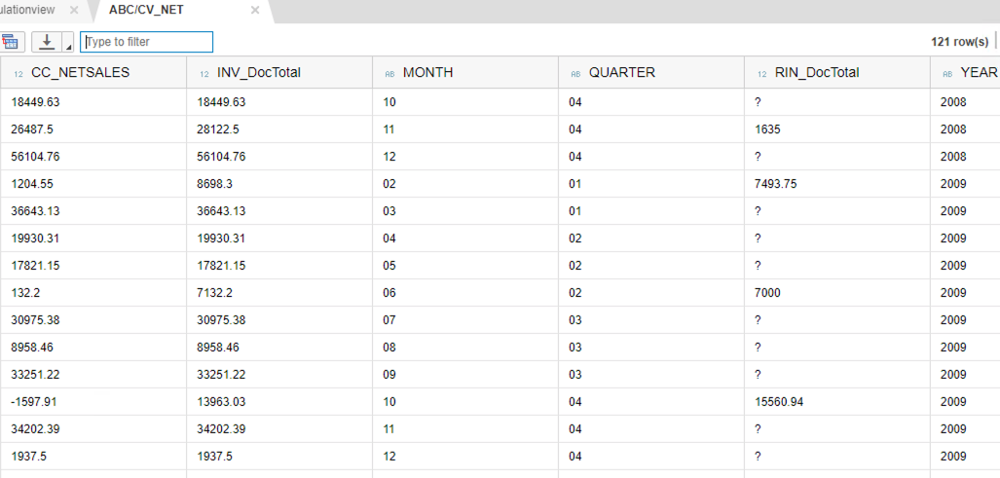 ulationview × ABC/CV_NET ×
Type to filter 121 row(s)
12 CC_NETSALES 12 INV_DocTotal AB MONTH AB QUARTER 12 RIN_DocTotal AB YEAR
18449.63 18449.63 10 04 ? 2008
26487.5 28122.5 11 04 1635 2008
56104.76 56104.76 12 04 ? 2008
1204.55 8698.3 02 01 7493.75 2009
36643.13 36643.13 03 01 ? 2009
19930.31 19930.31 04 02 ? 2009
17821.15 17821.15 05 02 ? 2009
132.2 7132.2 06 02 7000 2009
30975.38 30975.38 07 03 ? 2009
8958.46 8958.46 08 03 ? 2009
33251.22 33251.22 09 03 ? 2009
-1597.91 13963.03 10 04 15560.94 2009
34202.39 34202.39 11 04 ? 2009
1937.5 1937.5 12 04 ? 2009